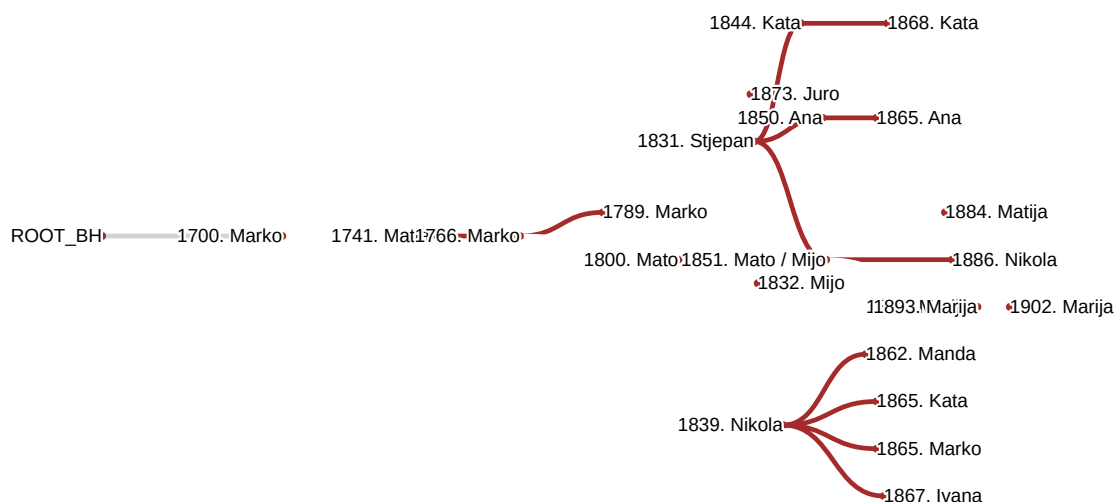 1844. Kata
1868. Kata
1873. Juro
1850. Ana
1865. Ana
1831. Stjepan
1789. Marko
1884. Matija
ROOT_BH
1700. Marko
1741.
1766. Marko
1800. Mato
1851. Mato / Mijo
1886. Nikola
1832. Mijo
1893. Marija
1902. Marija
1862. Manda
1865. Kata
1839. Nikola
1865. Marko
1867. Ivana